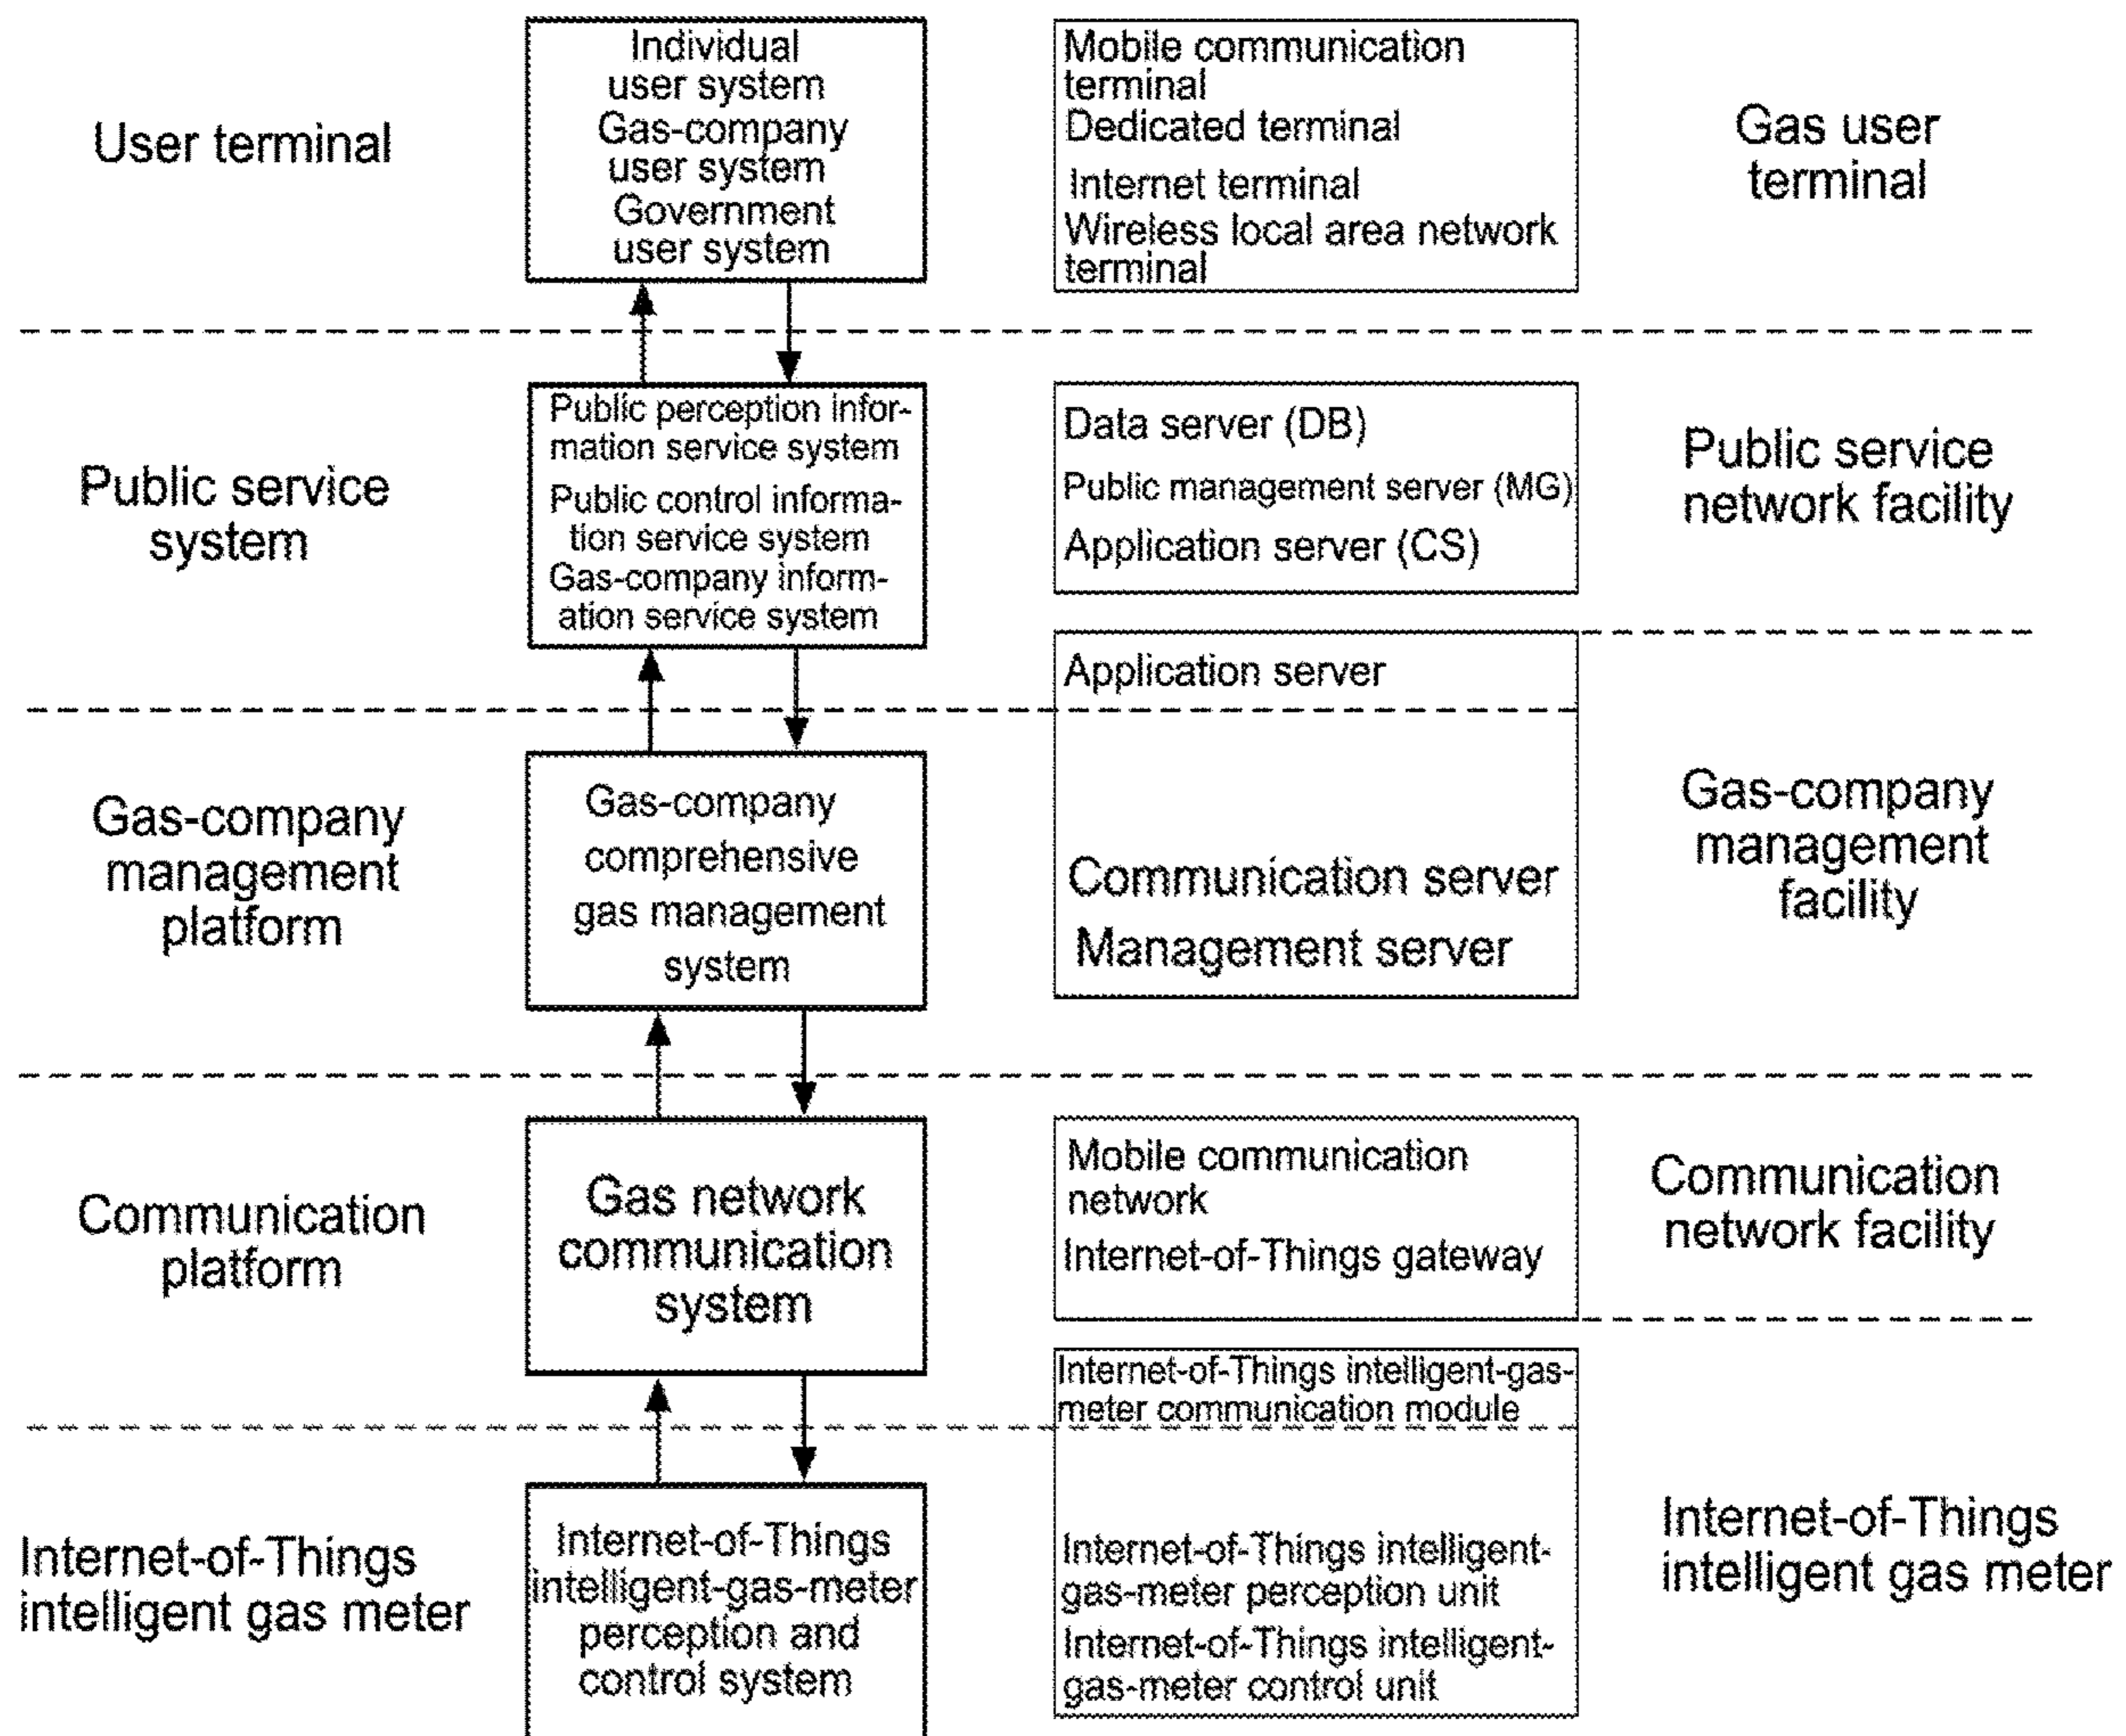 User terminal
Individual
user system
Gas-company
user system
Government
user system
Mobile communication
terminal
Dedicated terminal
Internet terminal
Wireless local area network
terminal
Gas user
terminal
Public service
system
Public perception infor-
mation service system
Public control informa-
tion service system
Gas-company inform-
ation service system
Data server (DB)
Public management server (MG)
Application server (CS)
Public service
network facility
Gas-company
management
platform
Gas-company
comprehensive
gas management
system
Application server
Communication server
Management server
Gas-company
management
facility
Communication
platform
Gas network
communication
system
Mobile communication
network
Internet-of-Things gateway
Communication
network facility
Internet-of-Things
intelligent gas meter
Internet-of-Things
intelligent-gas-meter
perception and
control system
Internet-of-Things intelligent-gas-
meter communication module
Internet-of-Things intelligent-
gas-meter perception unit
Internet-of-Things intelligent-
gas-meter control unit
Internet-of-Things
intelligent gas meter